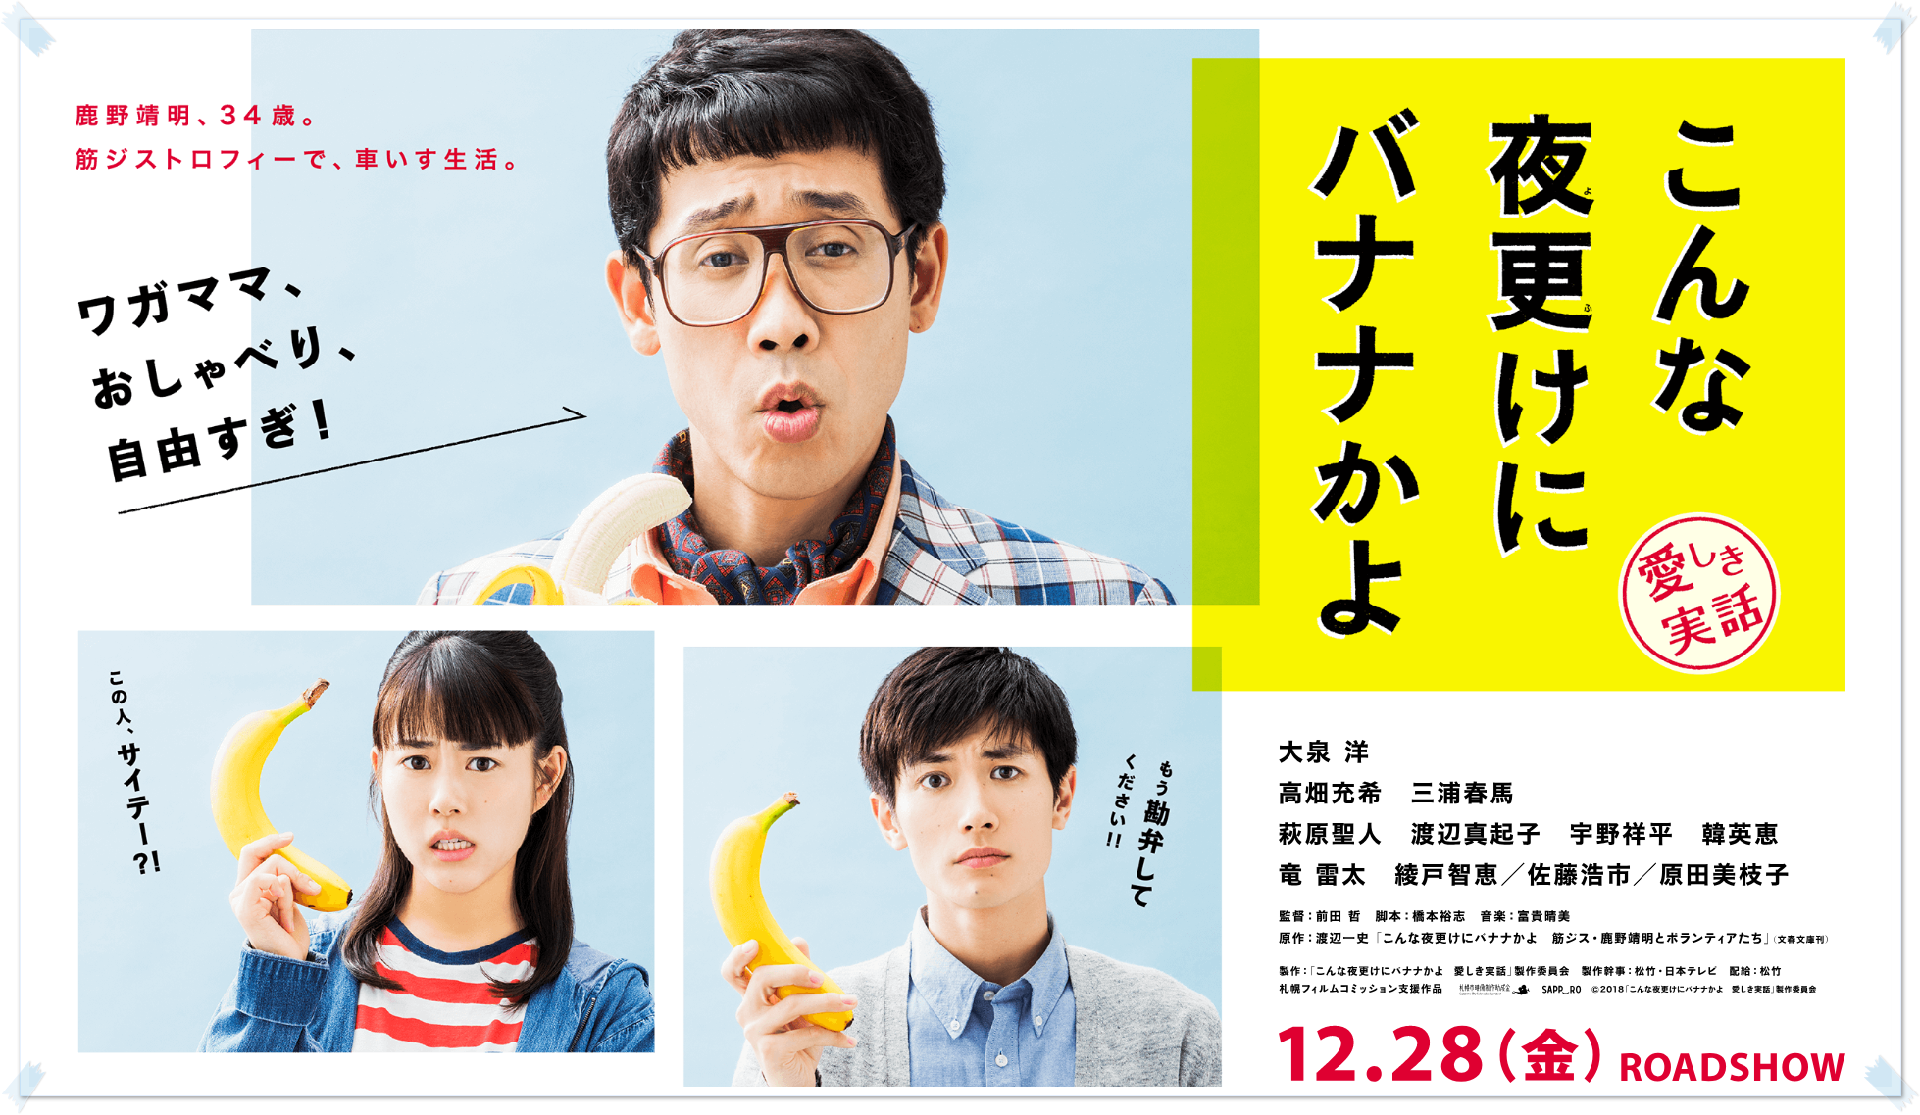 鹿野靖明、34歳。
筋ジストロフィーで、車いす生活。
ワガママ、
おしゃべり、
自由すぎ!
こんな
夜更けに
よ
ふ
バナナかよ
愛しき
実話
この人、サイテー?!
もう勘弁して
ください!!
大泉 洋
高畑充希 三浦春馬
萩原聖人 渡辺真起子 宇野祥平 韓英恵
竜 雷太 綾戸智恵/佐藤浩市/原田美枝子
監督:前田 哲 脚本:橋本裕志 音楽:富貴晴美
原作:渡辺一史「こんな夜更けにバナナかよ 筋ジス・鹿野靖明とボランティアたち」(文春文庫刊)
製作:「こんな夜更けにバナナかよ 愛しき実話」製作委員会 製作幹事:松竹・日本テレビ 配給:松竹
札幌フィルムコミッション支援作品 SAPP_RO ©2018「こんな夜更けにバナナかよ 愛しき実話」製作委員会
12.28(金) ROADSHOW